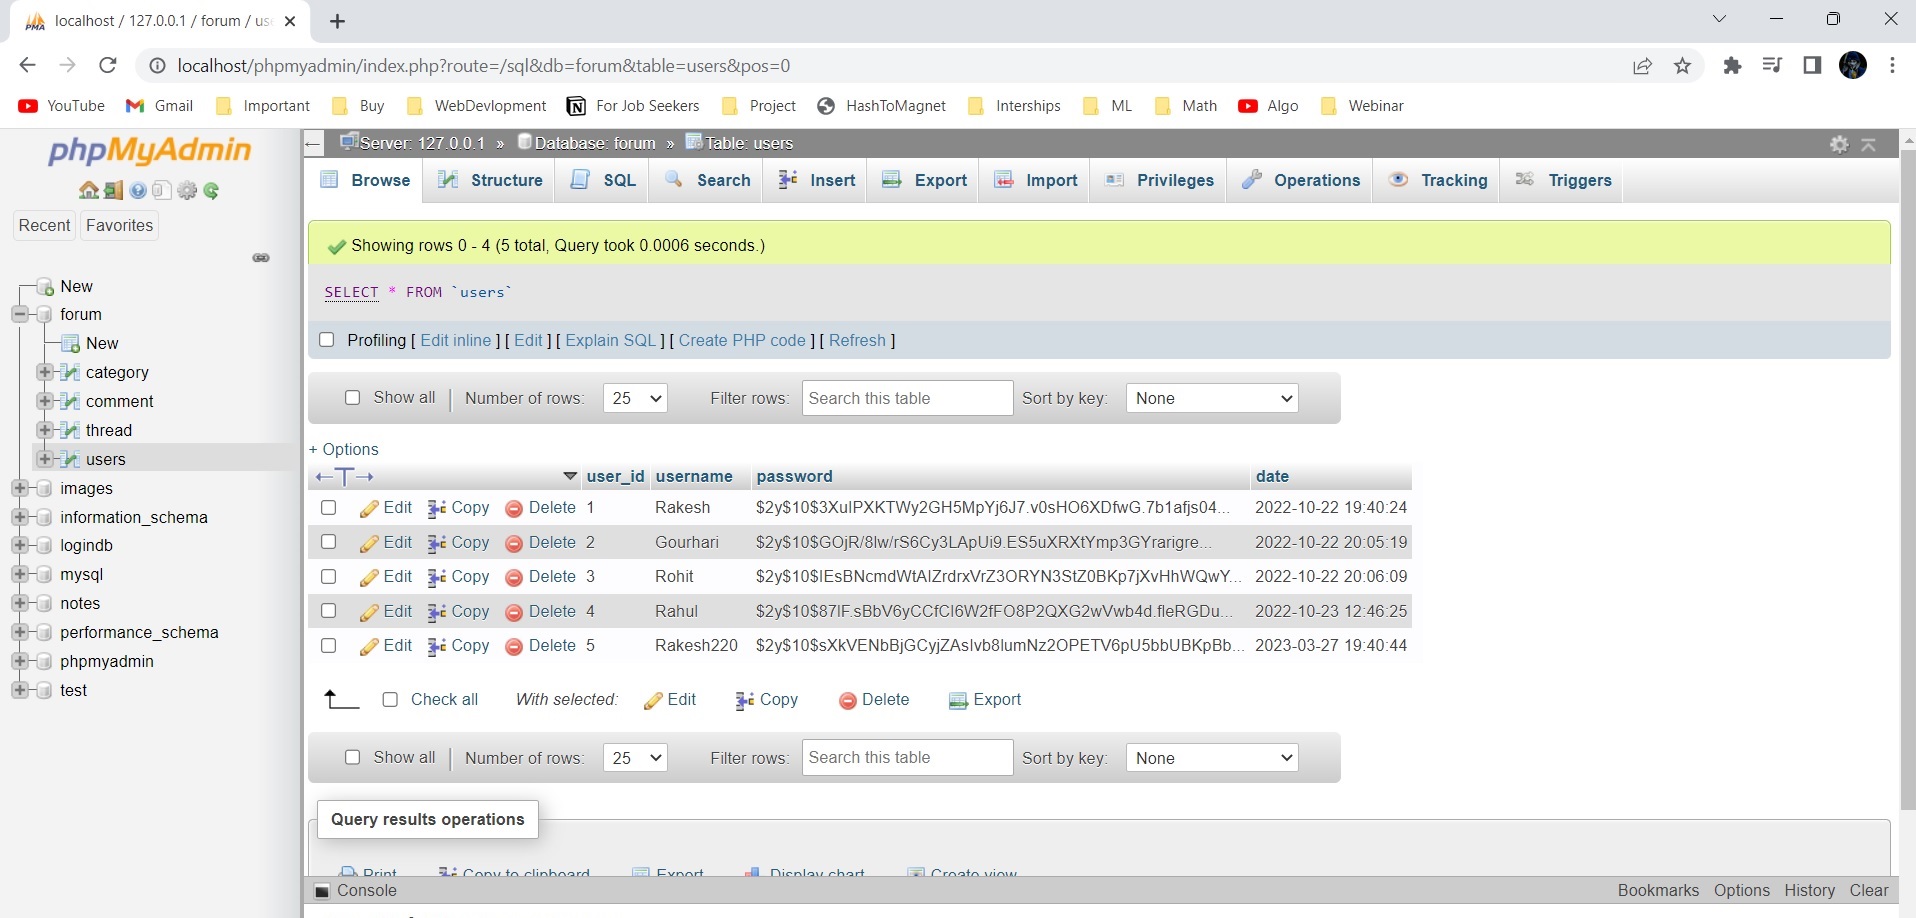 localhost / 127.0.0.1 / forum / use
localhost/phpmyadmin/index.php?route=/sql&db=forum&table=users&pos=0
YouTube Gmail Important Buy WebDevlopment For Job Seekers Project HashToMagnet Interships ML Math Algo Webinar
phpMyAdmin
Recent Favorites
New
forum
New
category
comment
thread
users
images
information_schema
logindb
mysql
notes
performance_schema
phpmyadmin
test
Server: 127.0.0.1 » Database: forum » Table: users
Browse Structure SQL Search Insert Export Import Privileges Operations Tracking Triggers
Showing rows 0 - 4 (5 total, Query took 0.0006 seconds.)
SELECT * FROM `users`
Profiling [ Edit inline ] [ Edit ] [ Explain SQL ] [ Create PHP code ] [ Refresh ]
Show all | Number of rows: 25 Filter rows: Search this table Sort by key: None
+ Options
user_id username password date
Edit Copy Delete 1 Rakesh $2y$10$3XuIPXKTWy2GH5MpYj6J7.v0sHO6XDfwG.7b1afjs04... 2022-10-22 19:40:24
Edit Copy Delete 2 Gourhari $2y$10$GOjR/8lw/rS6Cy3LApUi9.ES5uXRXtYmp3GYrarigre... 2022-10-22 20:05:19
Edit Copy Delete 3 Rohit $2y$10$lEsBNcmdWtAlZrdrxVrZ3ORYN3StZ0BKp7jXvHhWQwY... 2022-10-22 20:06:09
Edit Copy Delete 4 Rahul $2y$10$87lF.sBbV6yCCfCl6W2fFO8P2QXG2wVwb4d.fleRGDu... 2022-10-23 12:46:25
Edit Copy Delete 5 Rakesh220 $2y$10$sXkVENbBjGCyjZAslvb8lumNz2OPETV6pU5bbUBKpBb... 2023-03-27 19:40:44
Check all With selected: Edit Copy Delete Export
Show all | Number of rows: 25 Filter rows: Search this table Sort by key: None
Query results operations
Print Copy to clipboard Export Display chart Create view
Console Bookmarks Options History Clear